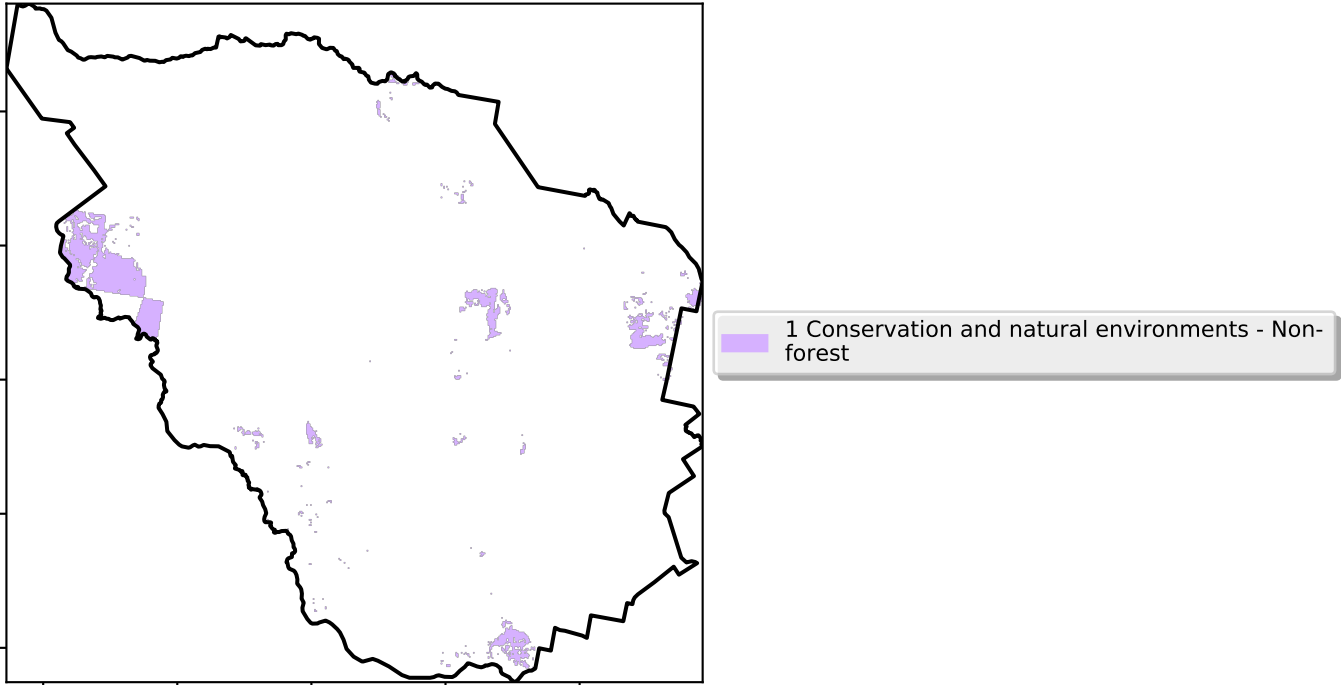 1 Conservation and natural environments - Non-
forest